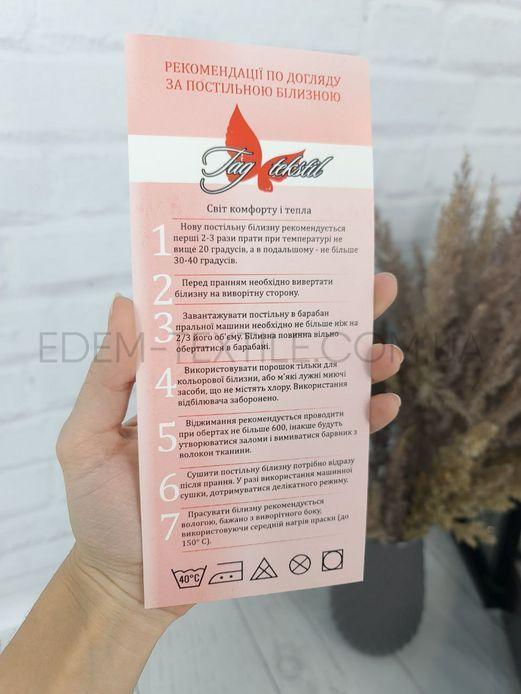 РЕКОМЕНДАЦІЇ ПО ДОГЛЯДУ
ЗА ПОСТІЛЬНОЮ БІЛИЗНОЮ
Tag tekstil
Світ комфорту і тепла
1 Нову постільну білизну рекомендується
перші 2-3 рази прати при температурі не
вище 20 градусів, а в подальшому - не більше
30-40 градусів.
2 Перед пранням необхідно вивертати
білизну на виворітну сторону.
3 Завантажувати постільну в барабан
пральної машини необхідно не більше ніж на
2/3 його об'єму. Білизна повинна вільно
обертатися в барабані.
EDEM-TEXTILE.COM
4 Використовувати порошок тільки для
кольорової білизни, або м'які лужні миючі
засоби, що не містять хлору. Використання
відбілювача заборонено.
5 Віджимання рекомендується проводити
при обертах не більше 600, інакше будуть
утворюватися заломи і вимиватися барвник з
волокон тканини.
6 Сушити постільну білизну потрібно відразу
після прання. У разі використання машинної
сушки, дотримуватися делікатного режиму.
7 Прасувати білизну рекомендується
вологою, бажано з виворітного боку,
використовуючи середній нагрів праски (до
150° С).
40°C